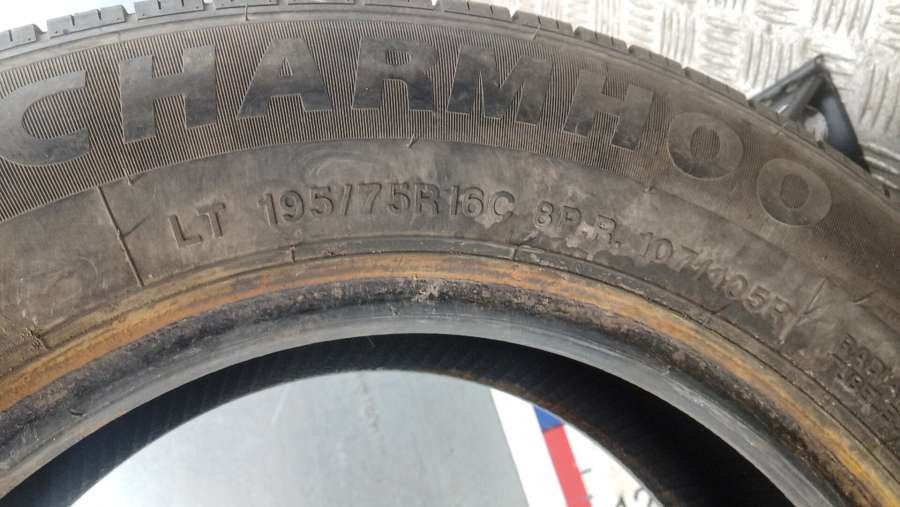 CHARMHOO
LT 195/75R16C 8P.R. 107/105R